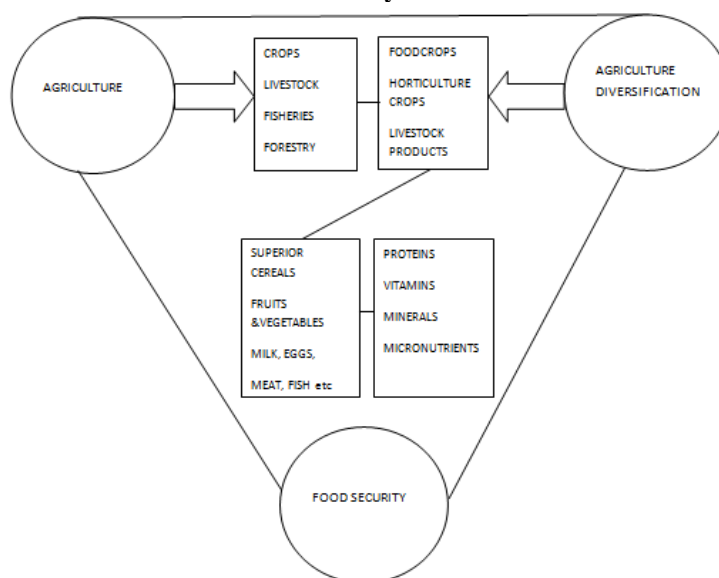 AGRICULTURE
CROPS
LIVESTOCK
FISHERIES
FORESTRY
FOODCROPS
HORTICULTURE
CROPS
LIVESTOCK
PRODUCTS
AGRICULTURE
DIVERSIFICATION
SUPERIOR
CEREALS
FRUITS
&VEGETABLES
MILK, EGGS,
MEAT, FISH etc
PROTEINS
VITAMINS
MINERALS
MICRONUTRIENTS
FOOD SECURITY